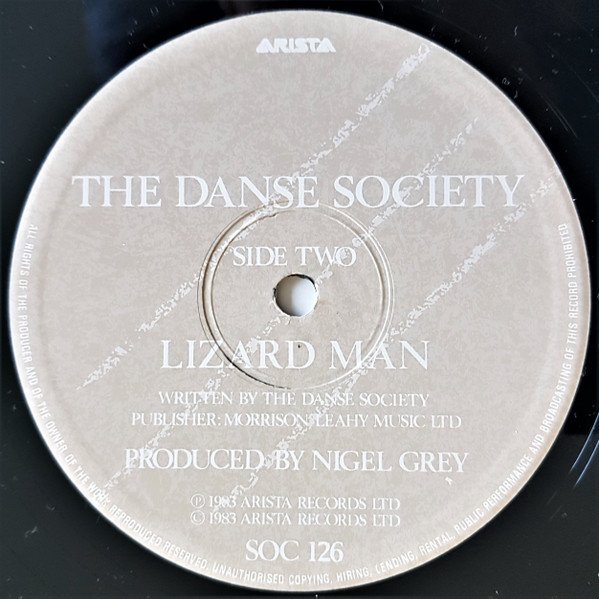 ARISTA
THE DANSE SOCIETY
SIDE TWO
LIZARD MAN
WRITTEN BY THE DANSE SOCIETY
PUBLISHER: MORRISON LEAHY MUSIC LTD
PRODUCED BY NIGEL GREY
Ⓟ 1983 ARISTA RECORDS LTD
© 1983 ARISTA RECORDS LTD
SOC 126
ALL RIGHTS OF THE PRODUCER AND OF THE OWNER OF THE WORK REPRODUCED RESERVED. UNAUTHORISED COPYING, HIRING, LENDING, RENTAL, PUBLIC PERFORMANCE AND BROADCASTING OF THIS RECORD PROHIBITED
A